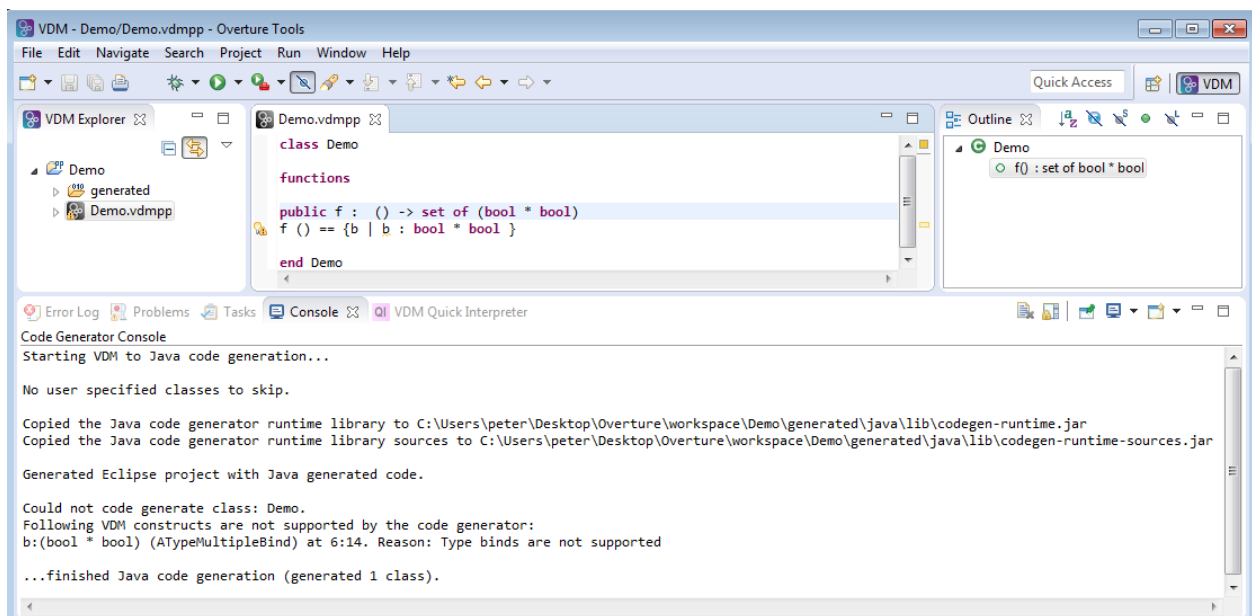 VDM - Demo/Demo.vdmpp - Overture Tools
File Edit Navigate Search Project Run Window Help
Quick Access
VDM
VDM Explorer
Demo
generated
Demo.vdmpp
Demo.vdmpp
class Demo
functions
public f :  () -> set of (bool * bool)
f () == {b | b : bool * bool }
end Demo
Outline
Demo
f() : set of bool * bool
Error Log Problems Tasks Console VDM Quick Interpreter
Code Generator Console
Starting VDM to Java code generation...
No user specified classes to skip.
Copied the Java code generator runtime library to C:\Users\peter\Desktop\Overture\workspace\Demo\generated\java\lib\codegen-runtime.jar
Copied the Java code generator runtime library sources to C:\Users\peter\Desktop\Overture\workspace\Demo\generated\java\lib\codegen-runtime-sources.jar
Generated Eclipse project with Java generated code.
Could not code generate class: Demo.
Following VDM constructs are not supported by the code generator:
b:(bool * bool) (ATypeMultipleBind) at 6:14. Reason: Type binds are not supported
...finished Java code generation (generated 1 class).